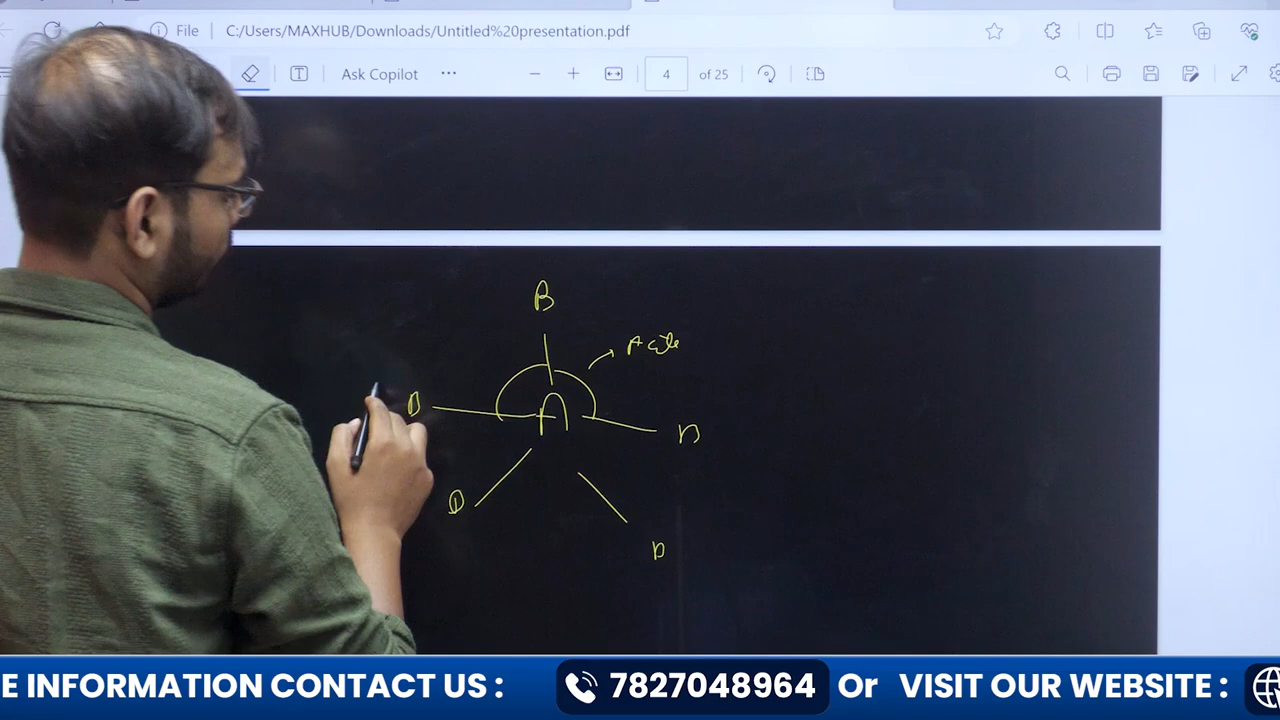 File C:/Users/MAXHUB/Downloads/Untitled%20presentation.pdf
Ask Copilot ... 4 of 25
B
D
D
E INFORMATION CONTACT US : 7827048964 Or VISIT OUR WEBSITE :